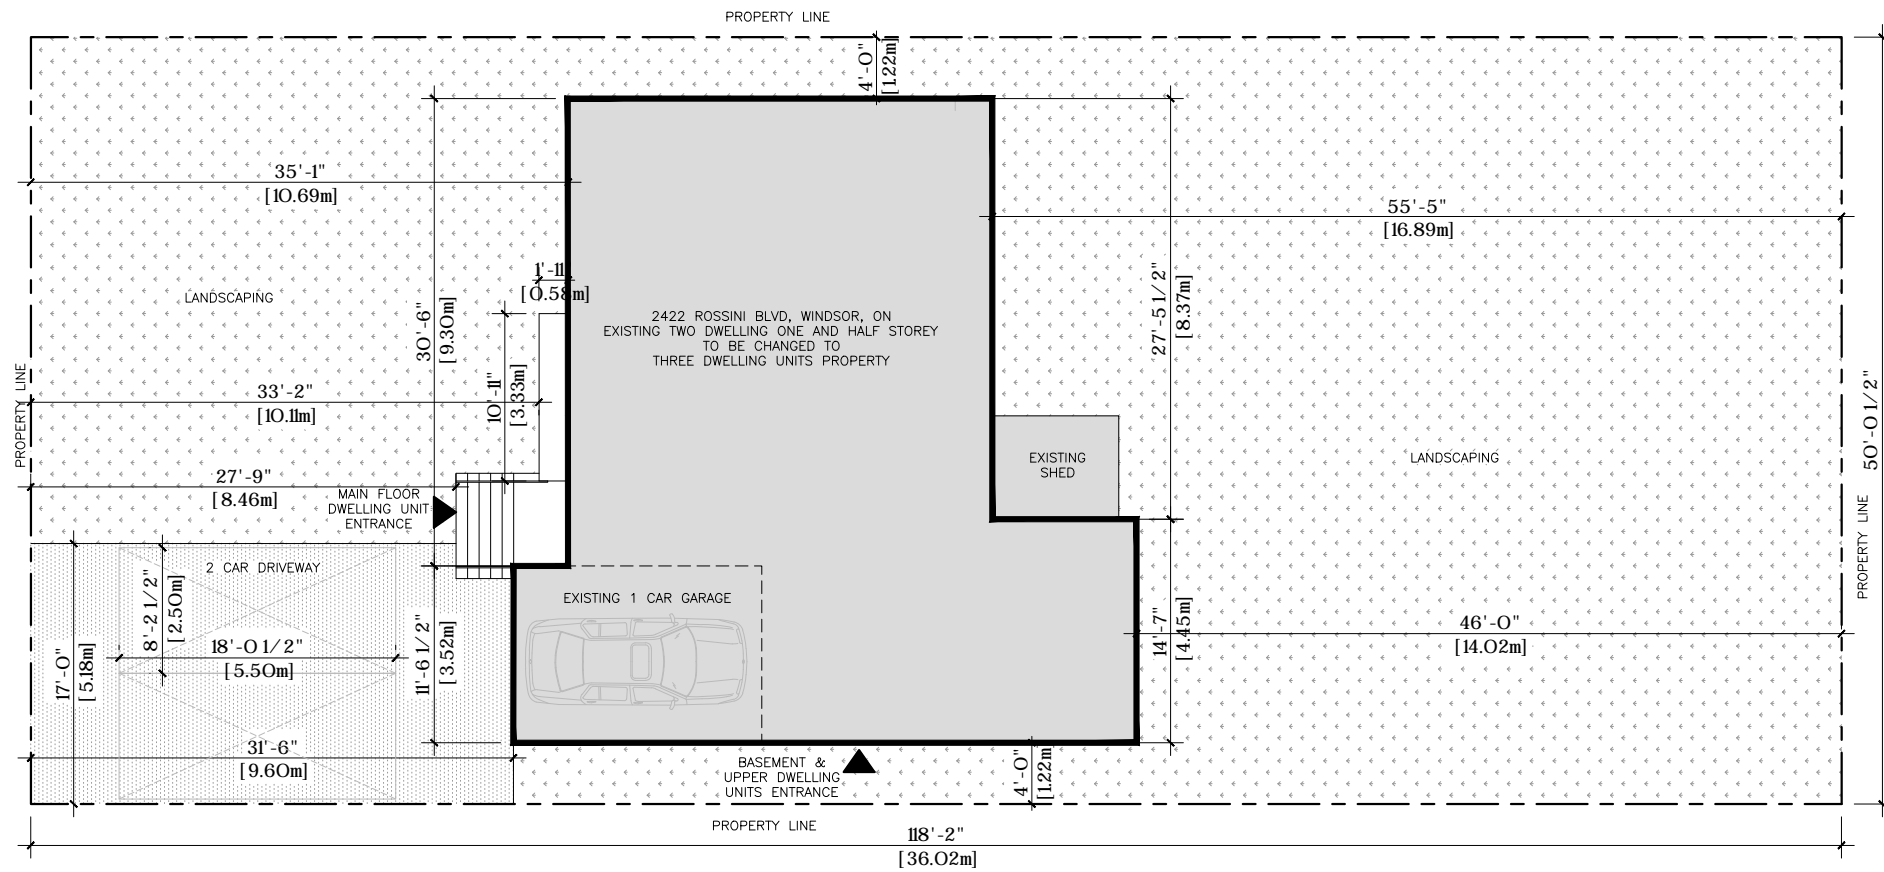 PROPERTY LINE
4'-0"
[1.22m]
35'-1"
[10.69m]
55'-5"
[16.89m]
1'-11"
[0.58m]
LANDSCAPING
30'-6"
[9.30m]
27'-5 1/2"
[8.37m]
2422 ROSSINI BLVD, WINDSOR, ON
EXISTING TWO DWELLING ONE AND HALF STOREY
TO BE CHANGED TO
THREE DWELLING UNITS PROPERTY
10'-11"
[3.33m]
33'-2"
[10.11m]
PROPERTY LINE
50'-0 1/2"
EXISTING
SHED
LANDSCAPING
27'-9"
[8.46m]
MAIN FLOOR
DWELLING UNIT
ENTRANCE
PROPERTY LINE
2 CAR DRIVEWAY
8'-2 1/2"
[2.50m]
EXISTING 1 CAR GARAGE
18'-0 1/2"
[5.50m]
17'-0"
[5.18m]
11'-6 1/2"
[3.52m]
14'-7"
[4.45m]
46'-0"
[14.02m]
31'-6"
[9.60m]
BASEMENT &
UPPER DWELLING
UNITS ENTRANCE
4'-0"
[1.22m
PROPERTY LINE
118'-2"
[36.02m]